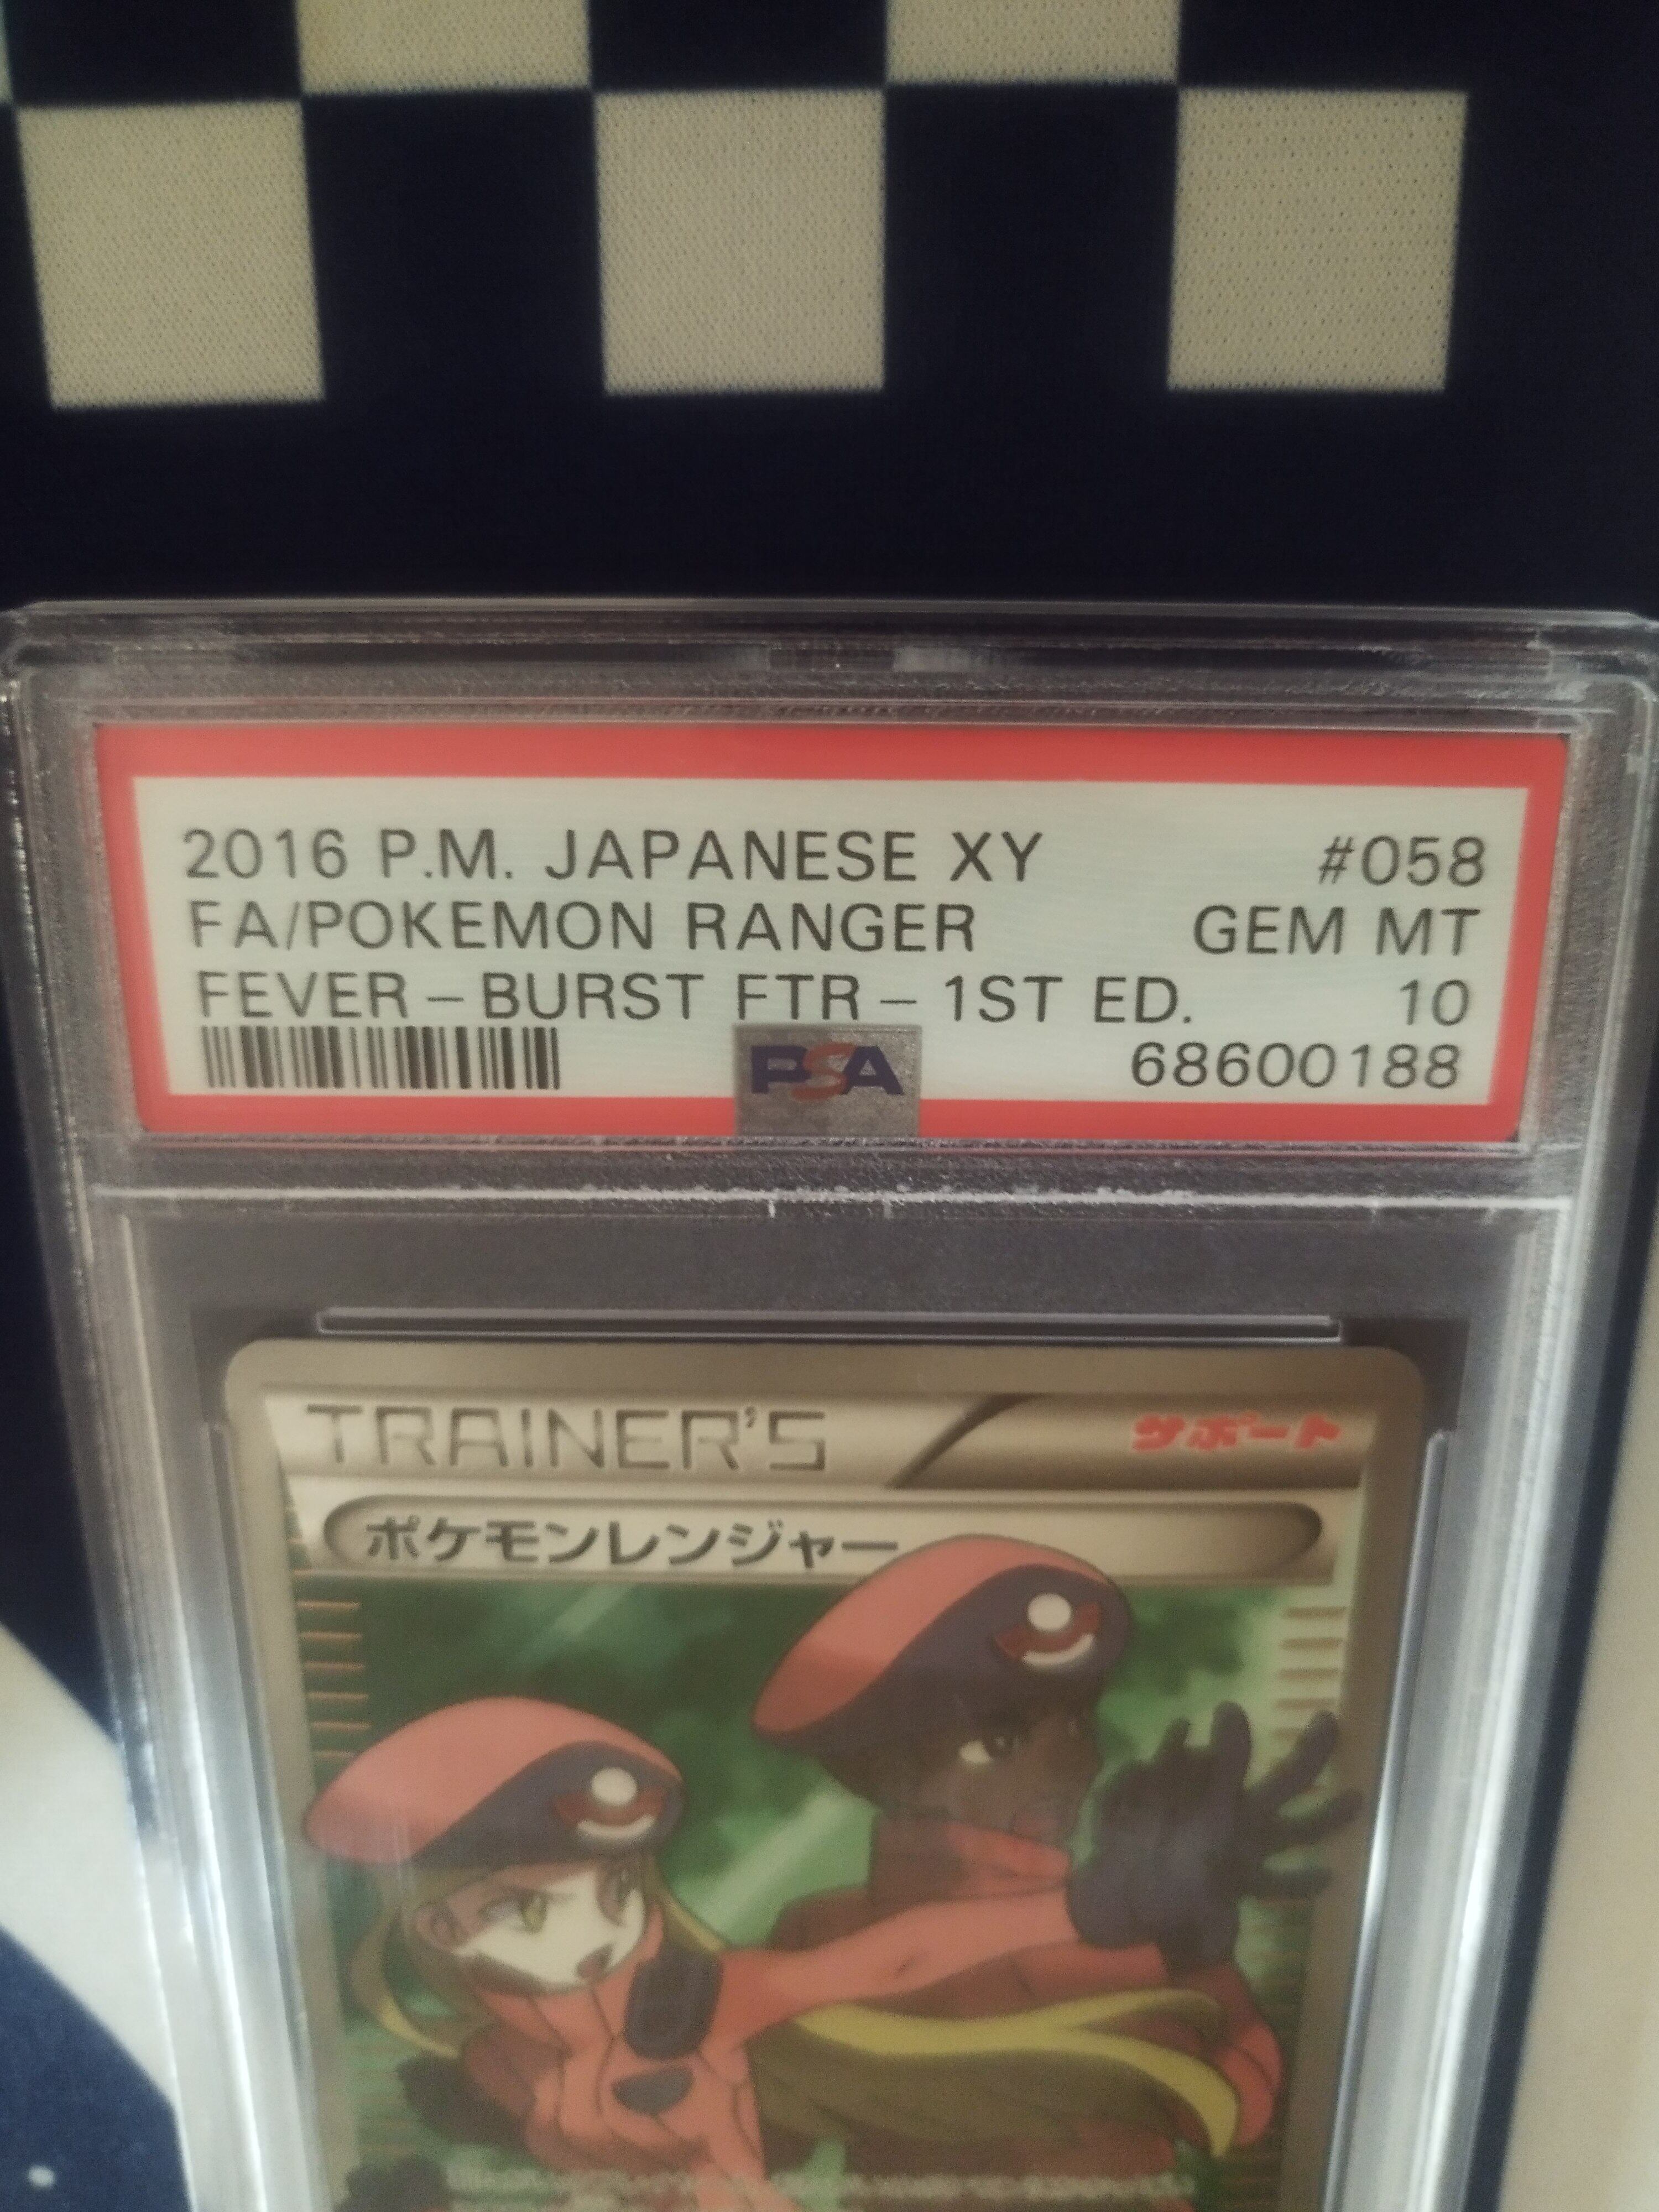 2016 P.M. JAPANESE XY #058
FA/POKEMON RANGER GEM MT
FEVER-BURST FTR-1ST ED. 10
PSA 68600188
TRAINER'S サポート
ポケモンレンジャー